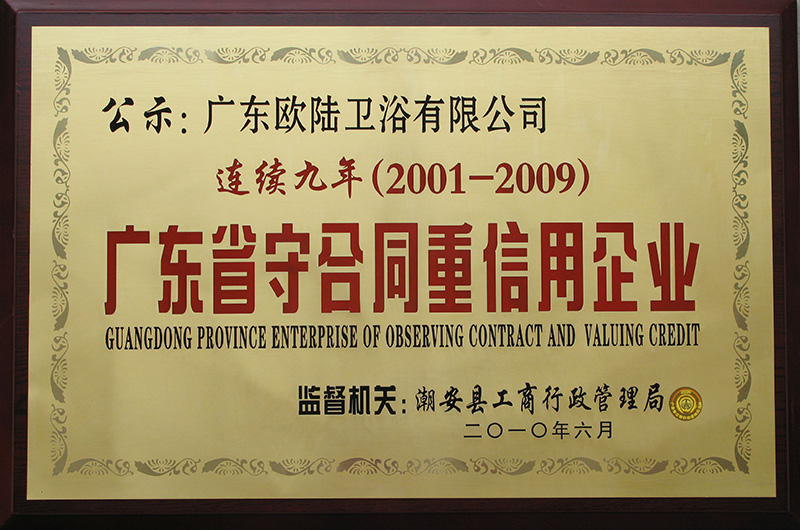 公示：广东欧陆卫浴有限公司
连续九年(2001-2009)
广东省守合同重信用企业
GUANGDONG PROVINCE ENTERPRISE OF OBSERVING CONTRACT AND VALUING CREDIT
监督机关：潮安县工商行政管理局
二〇一〇年六月